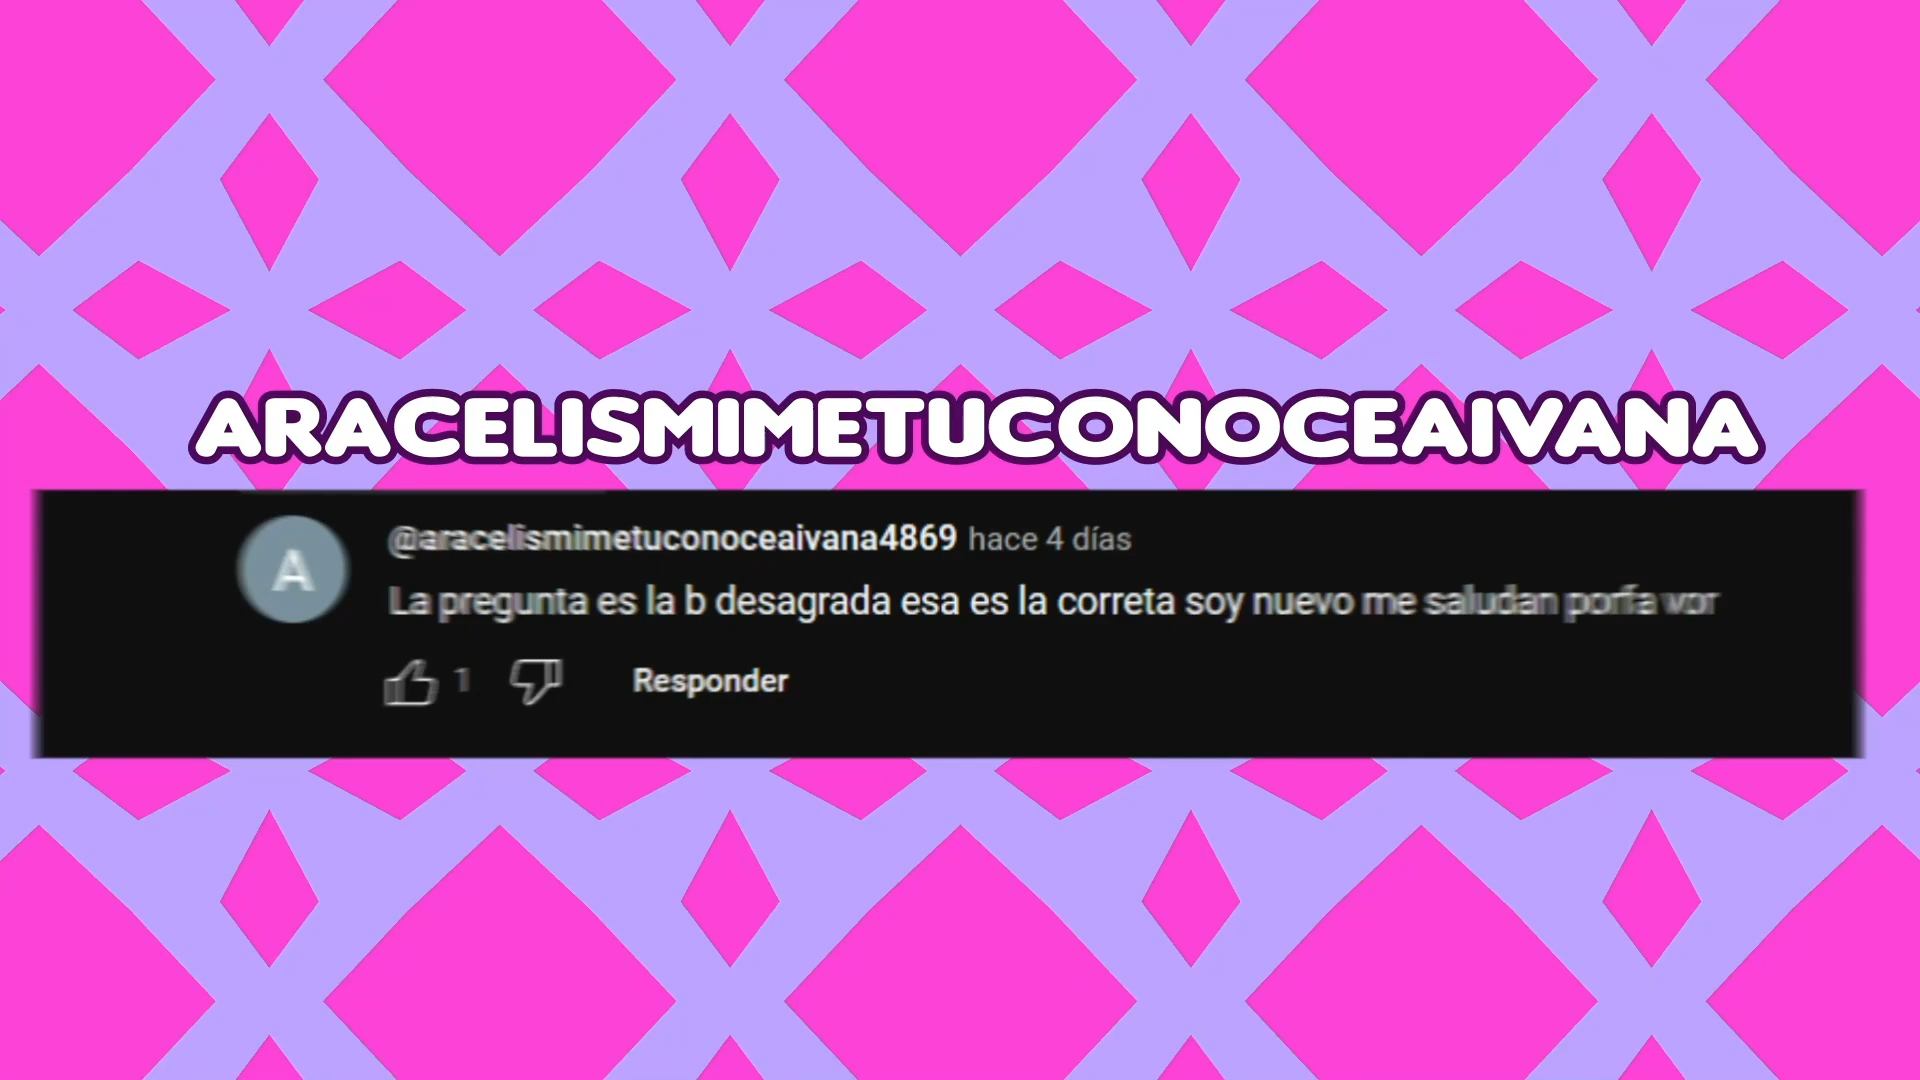 ARACELISMIMETUCONOCEAIVANA
A
@aracelismimetuconoceaivana4869 hace 4 días
La pregunta es la b desagrada esa es la correta soy nuevo me saludan porfa vor
1
Responder